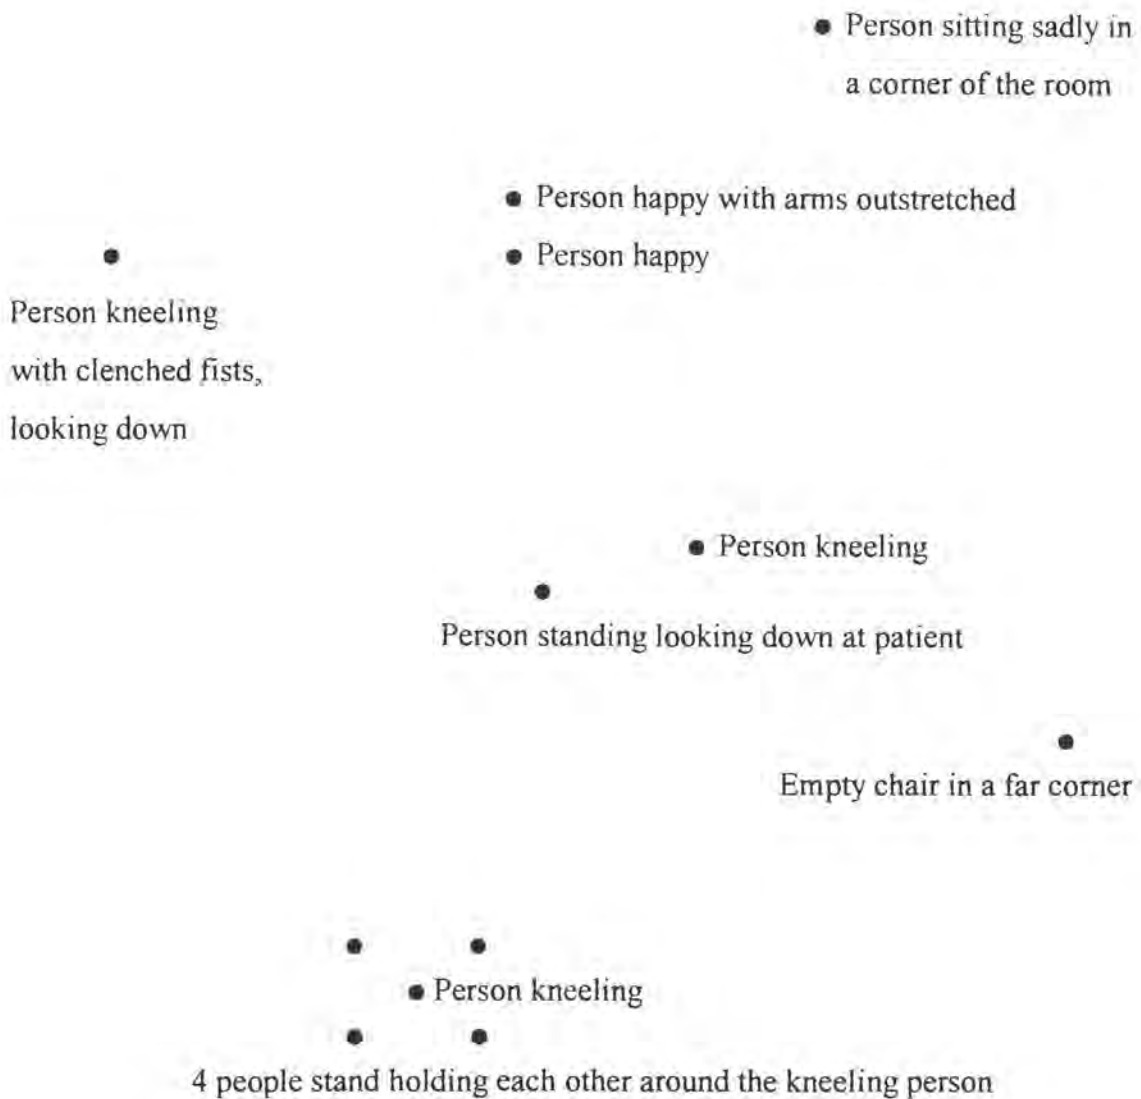 ● Person sitting sadly in
a corner of the room
● Person happy with arms outstretched
● Person happy
Person kneeling
with clenched fists,
looking down
● Person kneeling
Person standing looking down at patient
Empty chair in a far corner
● Person kneeling
4 people stand holding each other around the kneeling person